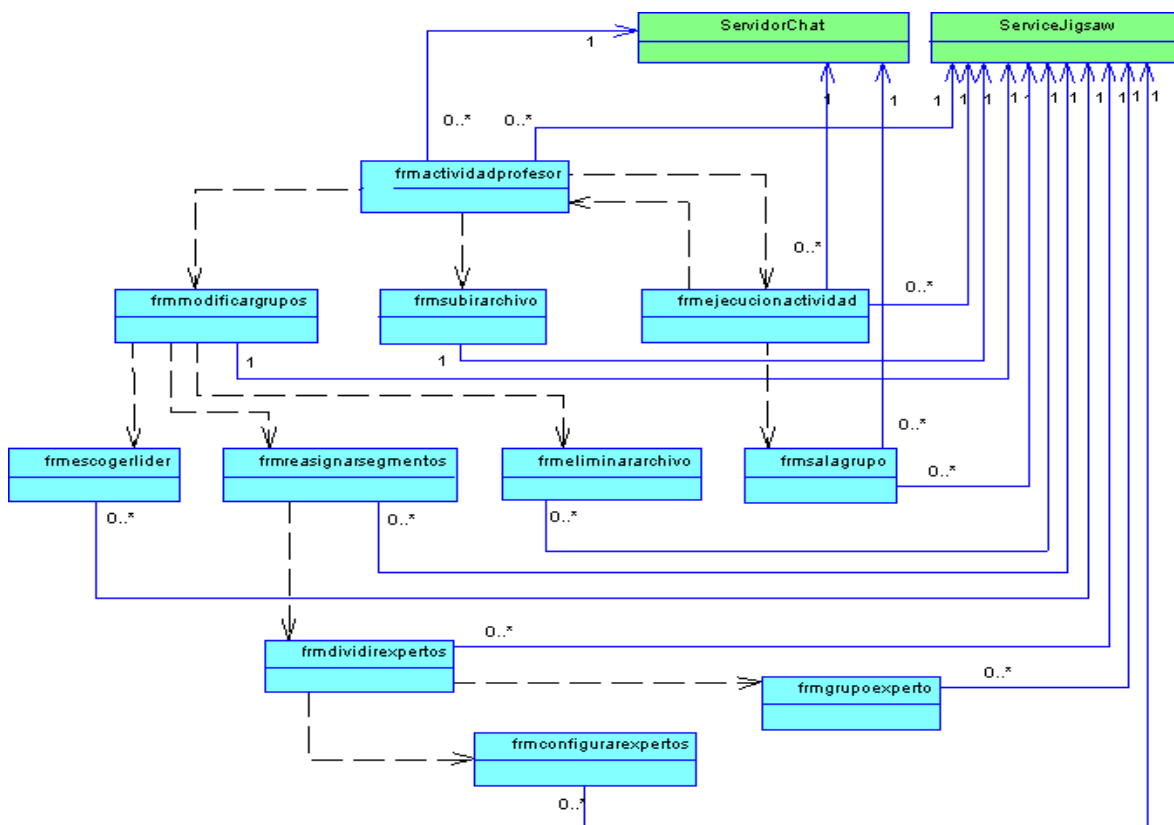 ServidorChat
ServiceJigsaw
1
1 1 1 1 1 1 1 1 1 1 1 1 1
0..* 0..*
frmactividadprofesor
0..*
frmmodificargrupos
frmsubirarchivo
frmejecucionactividad
0..*
1
1
0..*
frmescogerlider
frmreasignarsegmentos
frmeliminararchivo
frmsalagrupo
0..*
0..*
0..*
0..*
0..*
frmdividirexpertos
0..*
frmgrupoexperto
frmconfigurarexpertos
0..*